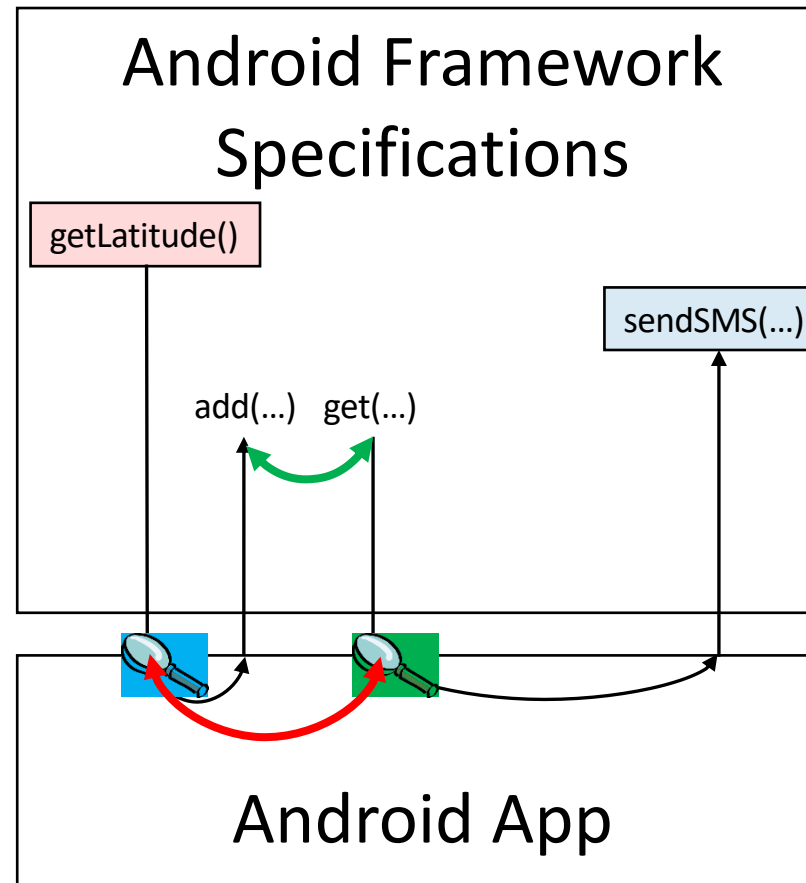 Android Framework
Specifications
getLatitude()
sendSMS(…)
add(…) get(…)
Android App